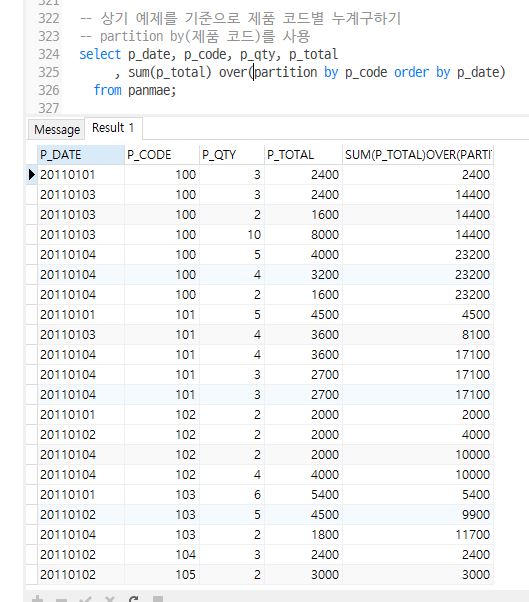 321
322 -- 상기 예제를 기준으로 제품 코드별 누계구하기
323 -- partition by(제품 코드)를 사용
324 select p_date, p_code, p_qty, p_total
325 , sum(p_total) over(partition by p_code order by p_date)
326 from panmae;
327
Message Result 1
P_DATE P_CODE P_QTY P_TOTAL SUM(P_TOTAL)OVER(PARTI
20110101 100 3 2400 2400
20110103 100 3 2400 14400
20110103 100 2 1600 14400
20110103 100 10 8000 14400
20110104 100 5 4000 23200
20110104 100 4 3200 23200
20110104 100 2 1600 23200
20110101 101 5 4500 4500
20110103 101 4 3600 8100
20110104 101 4 3600 17100
20110104 101 3 2700 17100
20110104 101 3 2700 17100
20110101 102 2 2000 2000
20110102 102 2 2000 4000
20110104 102 2 2000 10000
20110104 102 4 4000 10000
20110101 103 6 5400 5400
20110102 103 5 4500 9900
20110104 103 2 1800 11700
20110102 104 3 2400 2400
20110102 105 2 3000 3000